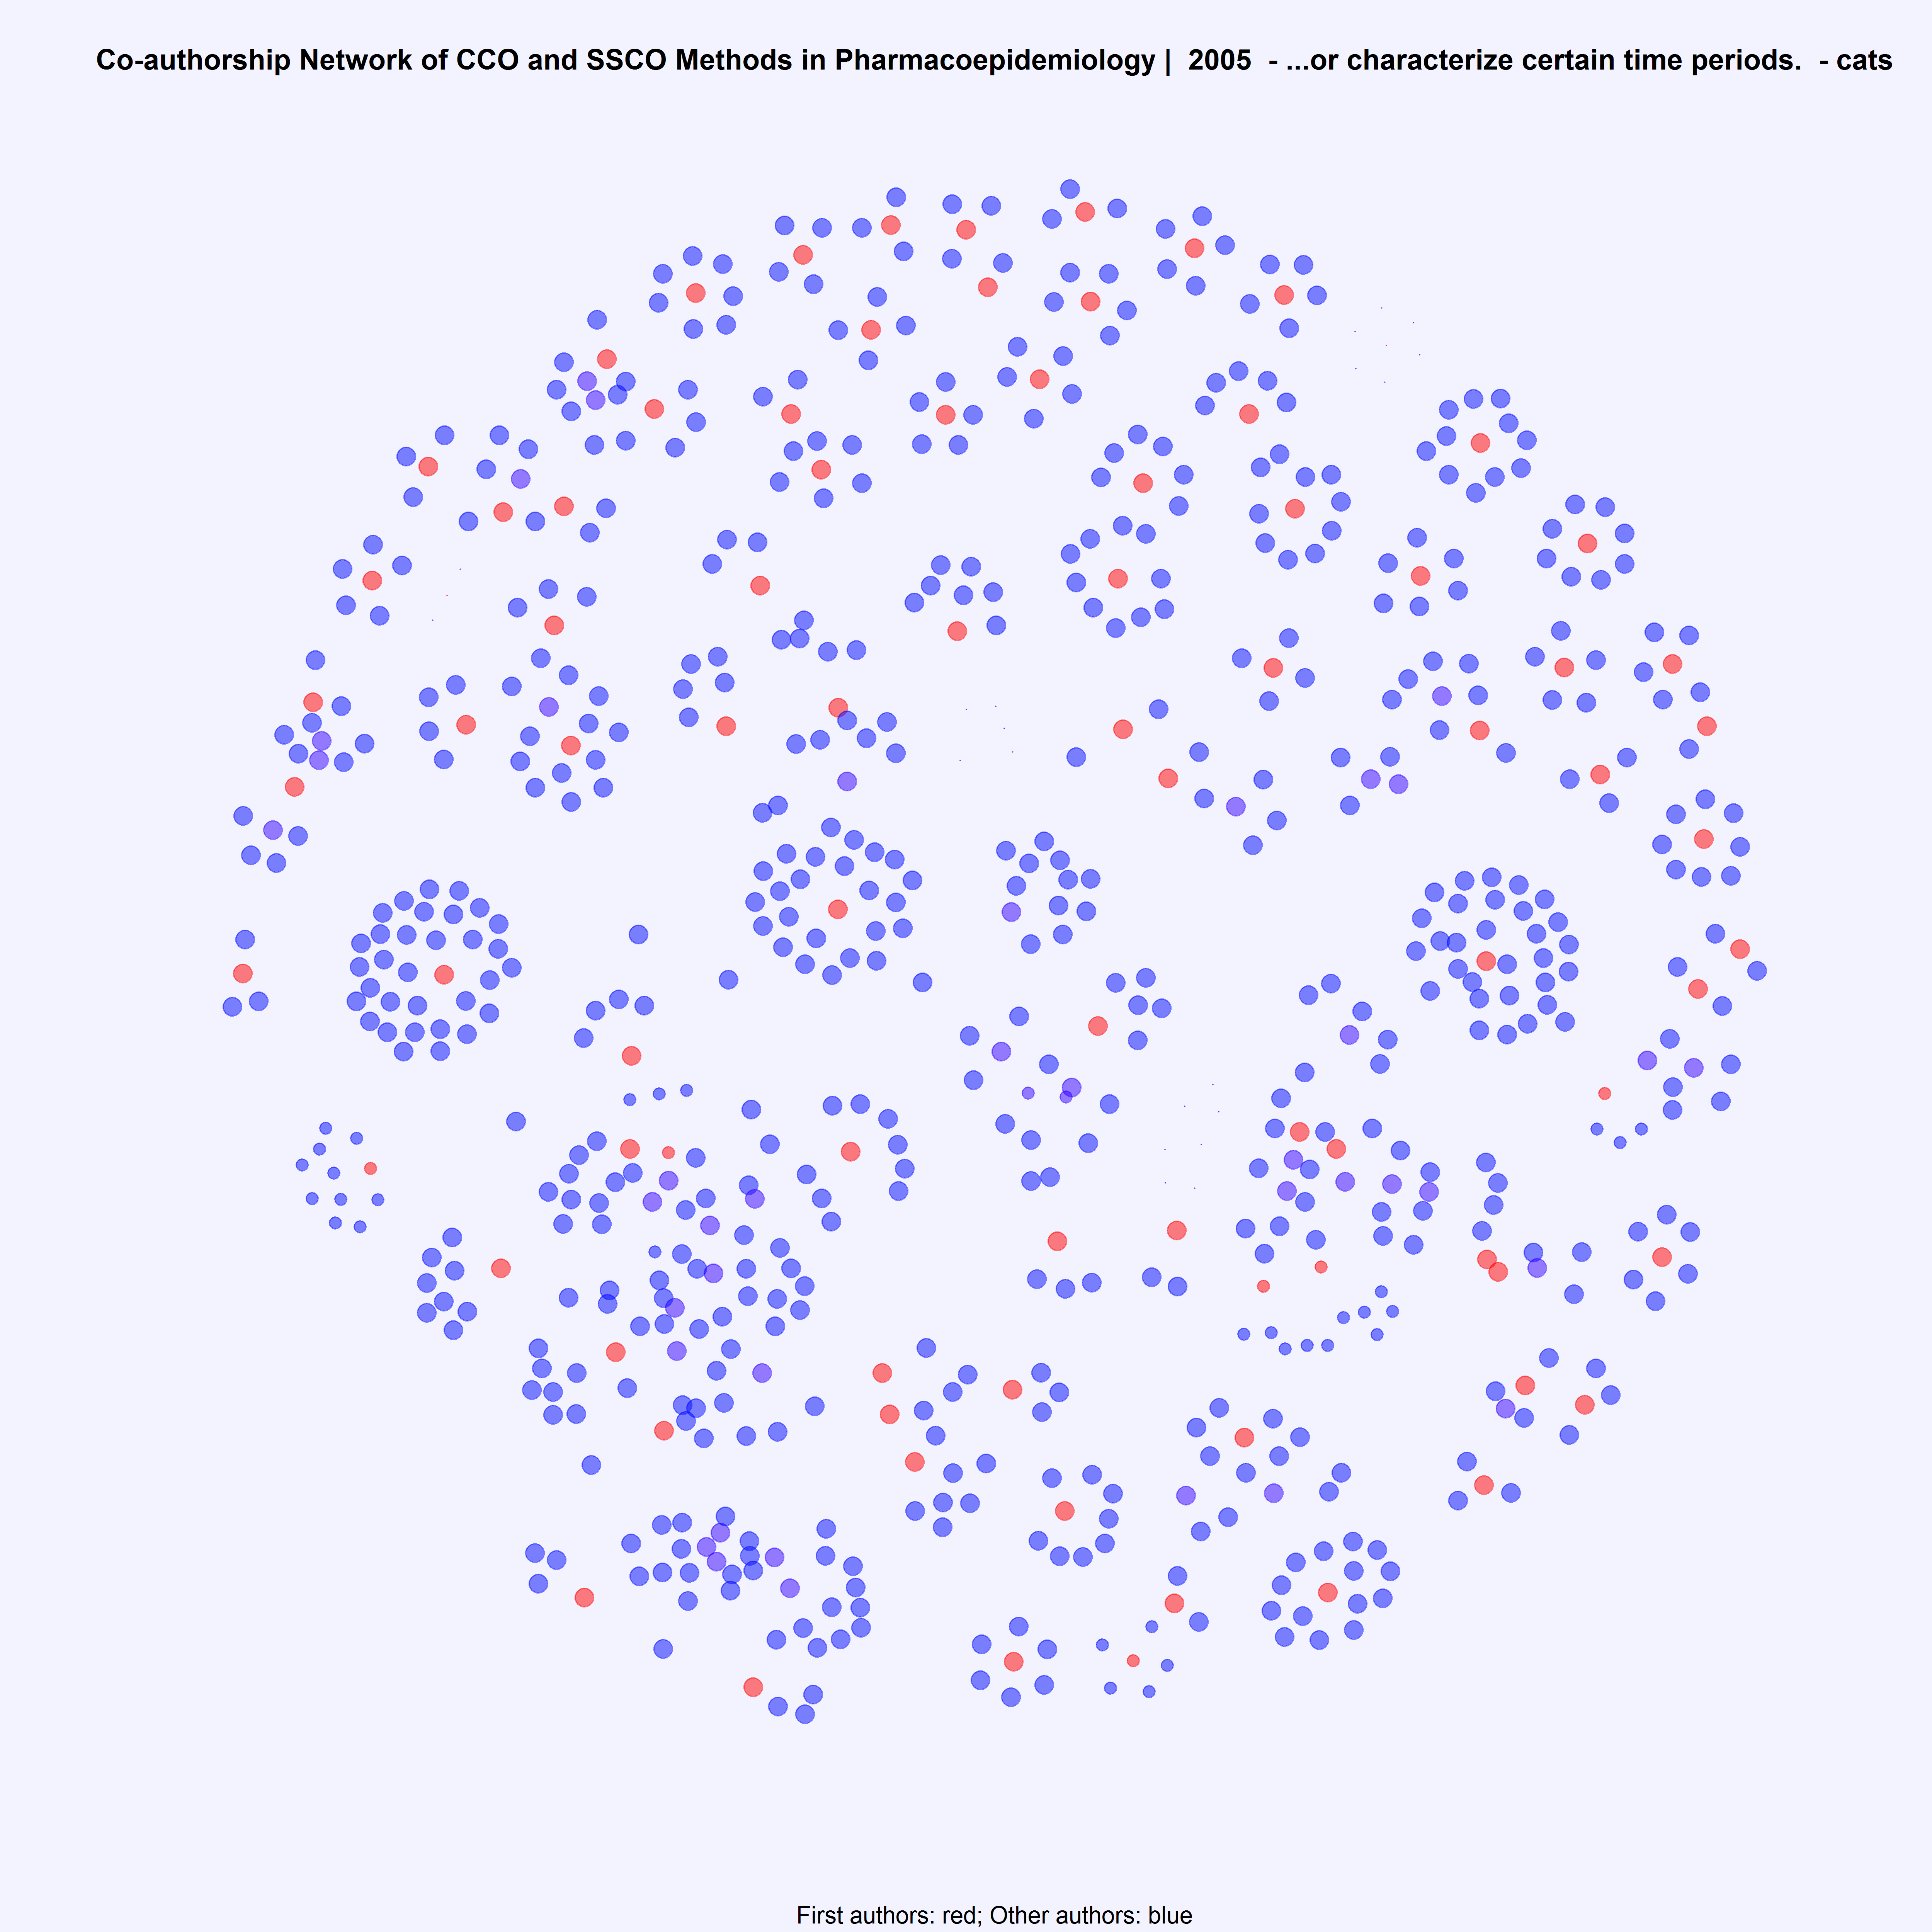 Co-authorship Network of CCO and SSCO Methods in Pharmacoepidemiology | 2005 - ...or characterize certain time periods. - cats
First authors: red; Other authors: blue